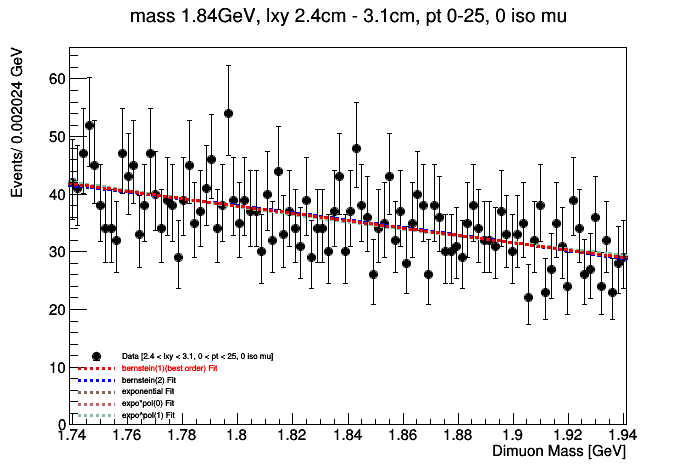 mass 1.84GeV, lxy 2.4cm - 3.1cm, pt 0-25, 0 iso mu
Events/ 0.002024 GeV
60
50
40
30
20
10
0
Data [2.4 < lxy < 3.1, 0 < pt < 25, 0 iso mu]
bernstein(1)(best order) Fit
bernstein(2) Fit
exponential Fit
expo*pol(0) Fit
expo*pol(1) Fit
1.74 1.76 1.78 1.8 1.82 1.84 1.86 1.88 1.9 1.92 1.94
Dimuon Mass [GeV]